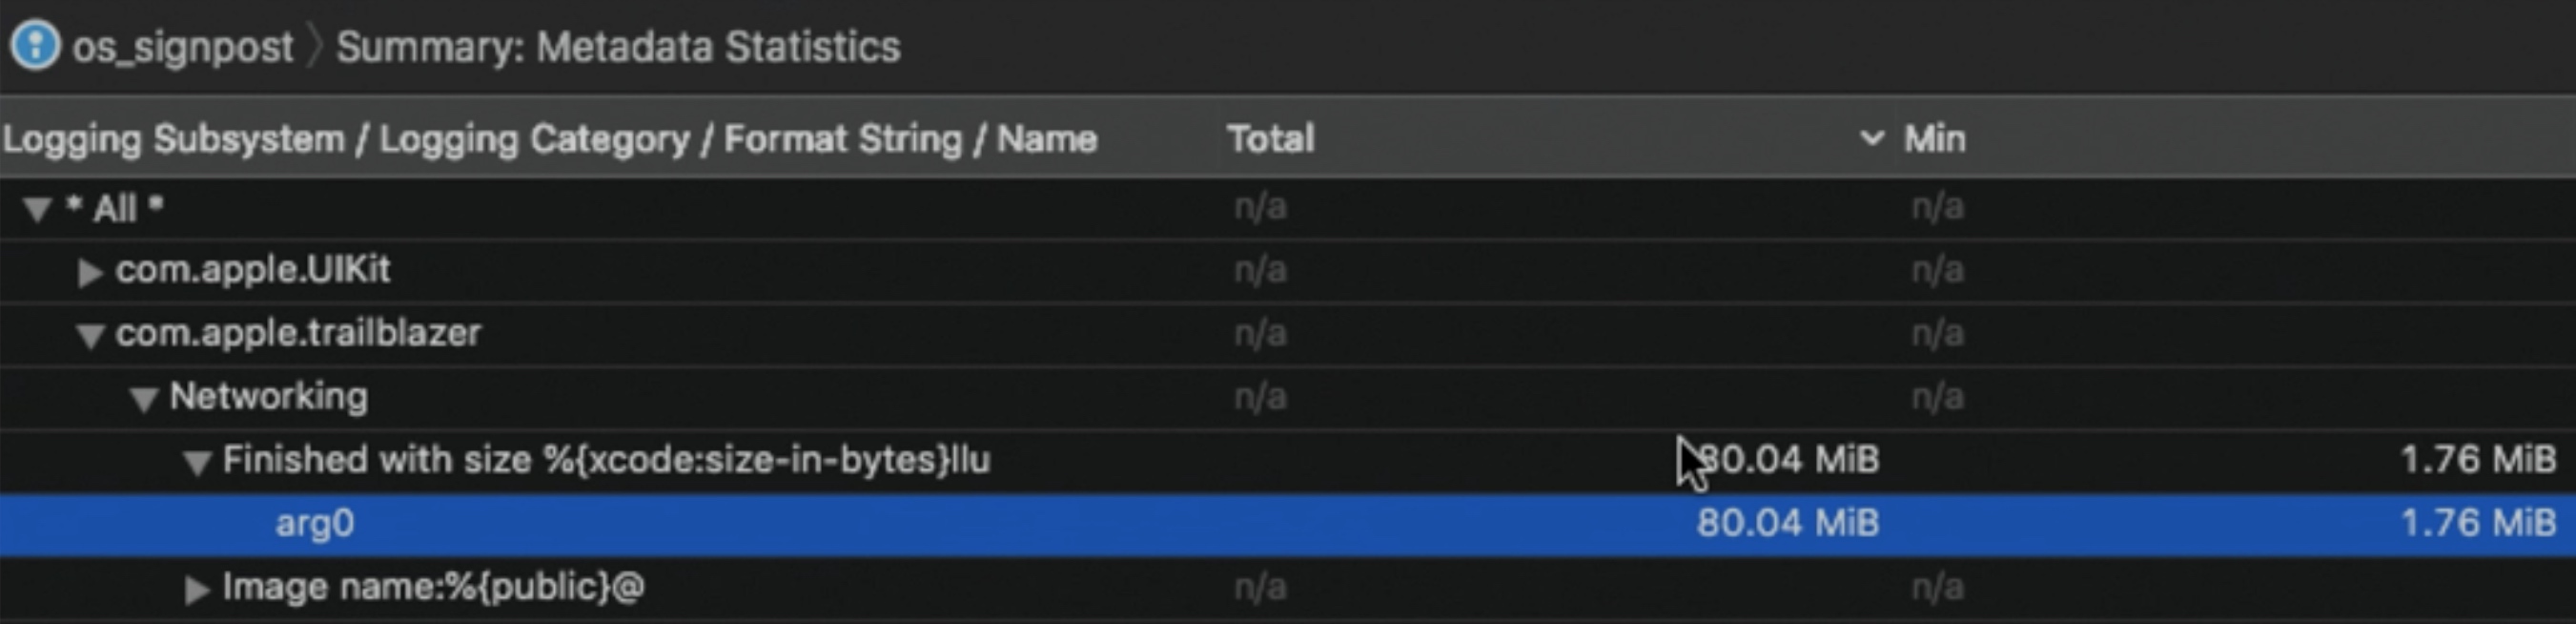 os_signpost 〉 Summary: Metadata Statistics
Logging Subsystem / Logging Category / Format String / Name Total Min
* All * n/a n/a
com.apple.UIKit n/a n/a
com.apple.trailblazer n/a n/a
Networking n/a n/a
Finished with size %{xcode:size-in-bytes}llu 80.04 MiB 1.76 MiB
arg0 80.04 MiB 1.76 MiB
Image name:%{public}@ n/a n/a